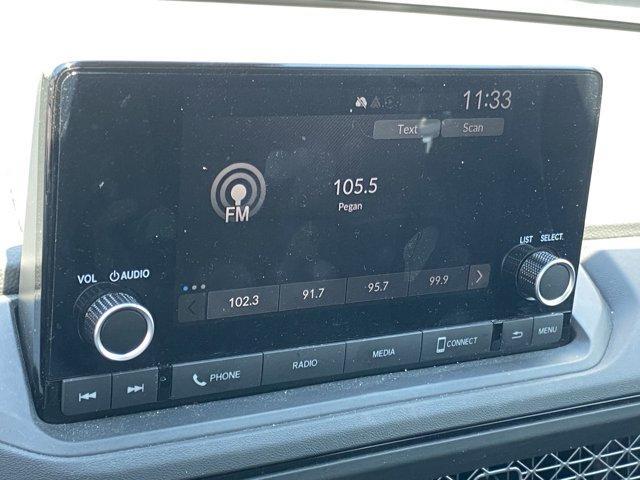 11:33
Text Scan
FM
105.5
Pegan
VOL AUDIO
LIST SELECT
102.3 91.7 95.7 99.9
PHONE RADIO MEDIA CONNECT MENU